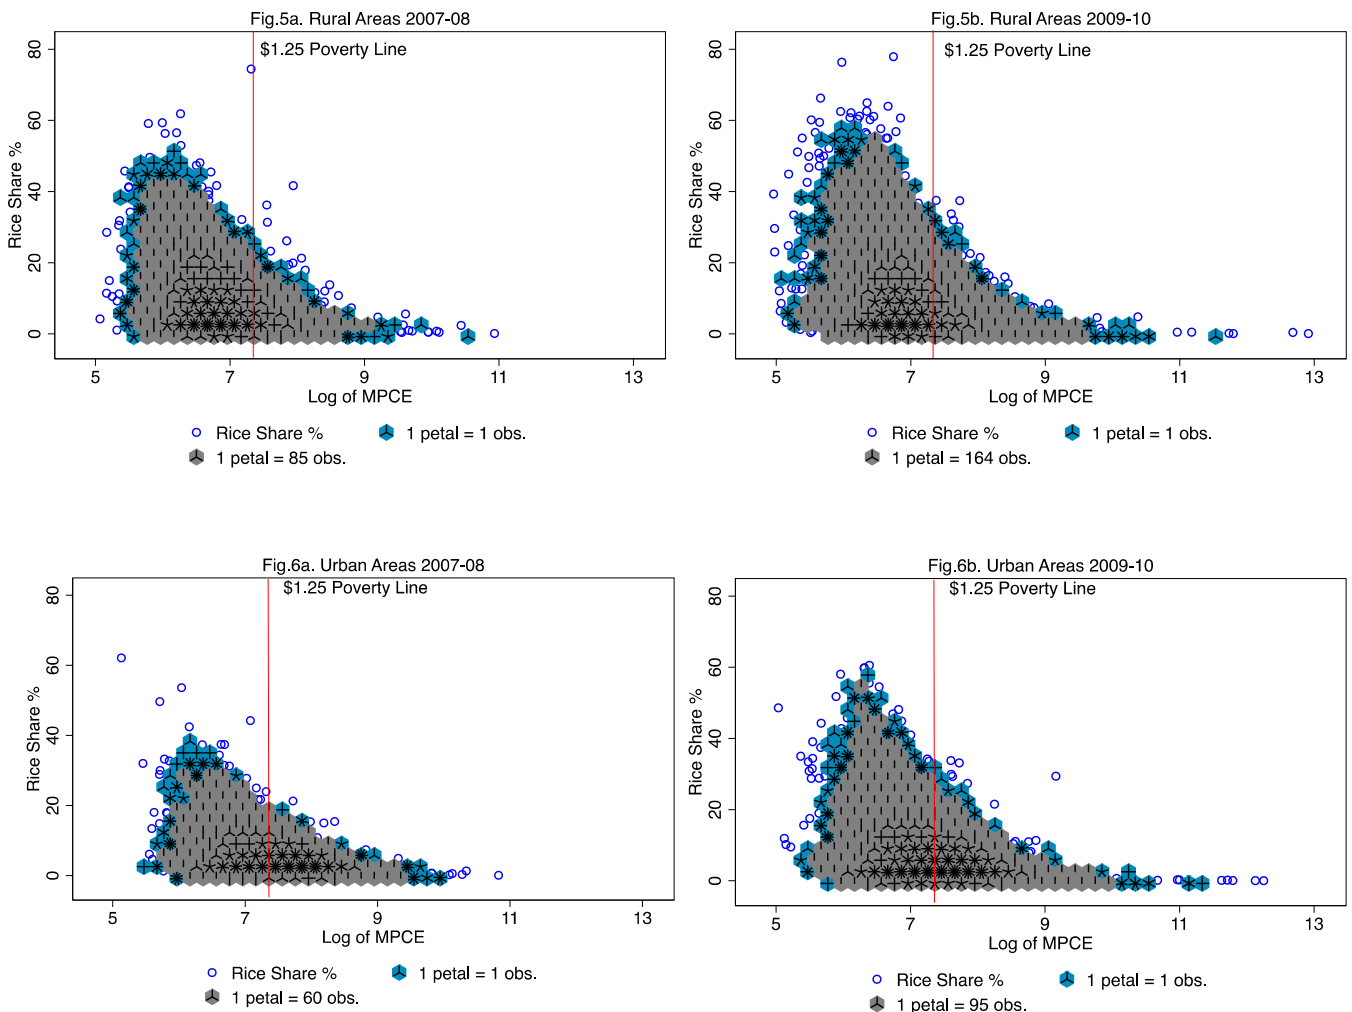 Fig.5a. Rural Areas 2007-08
$1.25 Poverty Line
Rice Share %
80
60
40
20
0
5 7 9 11 13
Log of MPCE
Rice Share %
1 petal = 1 obs.
1 petal = 85 obs.
Fig.5b. Rural Areas 2009-10
$1.25 Poverty Line
Rice Share %
80
60
40
20
0
5 7 9 11 13
Log of MPCE
Rice Share %
1 petal = 1 obs.
1 petal = 164 obs.
Fig.6a. Urban Areas 2007-08
$1.25 Poverty Line
Rice Share %
80
60
40
20
0
5 7 9 11 13
Log of MPCE
Rice Share %
1 petal = 1 obs.
1 petal = 60 obs.
Fig.6b. Urban Areas 2009-10
$1.25 Poverty Line
Rice Share %
80
60
40
20
0
5 7 9 11 13
Log of MPCE
Rice Share %
1 petal = 1 obs.
1 petal = 95 obs.